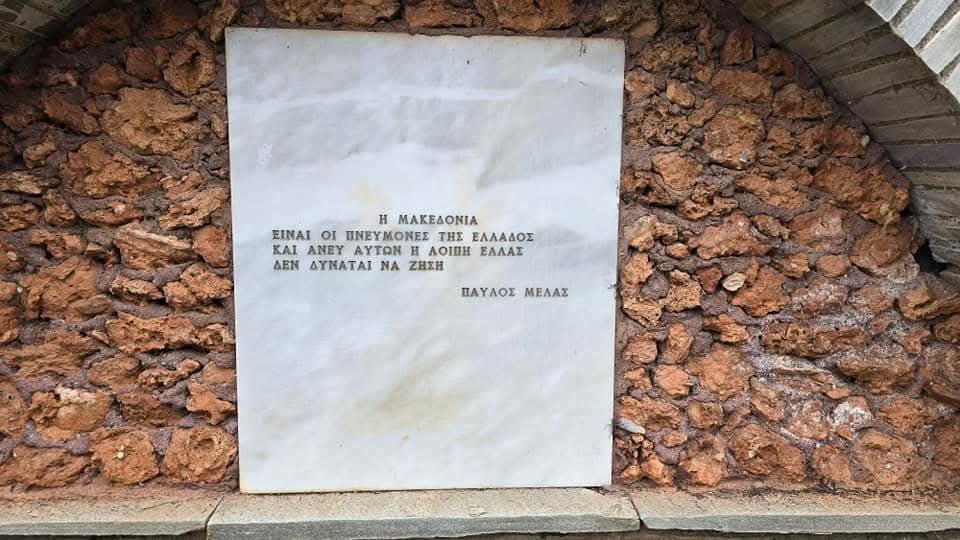 Η ΜΑΚΕΔΟΝΙΑ
ΕΙΝΑΙ ΟΙ ΠΝΕΥΜΟΝΕΣ ΤΗΣ ΕΛΛΑΔΟΣ
ΚΑΙ ΑΝΕΥ ΑΥΤΩΝ Η ΛΟΙΠΗ ΕΛΛΑΣ
ΔΕΝ ΔΥΝΑΤΑΙ ΝΑ ΖΗΣΗ
ΠΑΥΛΟΣ ΜΕΛΑΣ